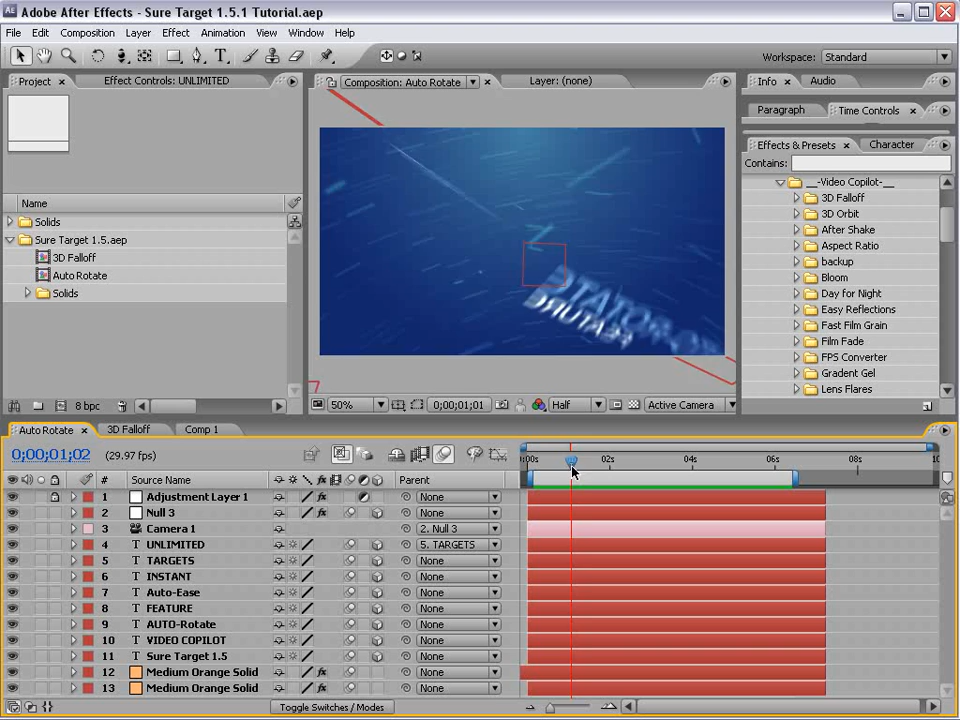 Adobe After Effects - Sure Target 1.5.1 Tutorial.aep
File Edit Composition Layer Effect Animation View Window Help
Workspace: Standard
Project Effect Controls: UNLIMITED
Composition: Auto Rotate Layer: (none)
Info Audio
Paragraph Time Controls
Effects & Presets Character
Contains:
Name
Solids
Sure Target 1.5.aep
3D Falloff
Auto Rotate
Solids
8 bpc
50% 0;00;01;01 Half Active Camera
__-Video Copilot-__
3D Falloff
3D Orbit
After Shake
Aspect Ratio
backup
Bloom
Day for Night
Easy Reflections
Fast Film Grain
Film Fade
FPS Converter
Gradent Gel
Lens Flares
Auto Rotate 3D Falloff Comp 1
0;00;01;02 (29.97 fps)
:00s 02s 04s 06s 08s 10
# Source Name Parent
1 Adjustment Layer 1 None
2 Null 3 None
3 Camera 1 2. Null 3
4 T UNLIMITED 5. TARGETS
5 T TARGETS None
6 T INSTANT None
7 T Auto-Ease None
8 T FEATURE None
9 T AUTO-Rotate None
10 T VIDEO COPILOT None
11 T Sure Target 1.5 None
12 Medium Orange Solid None
13 Medium Orange Solid None
Toggle Switches / Modes